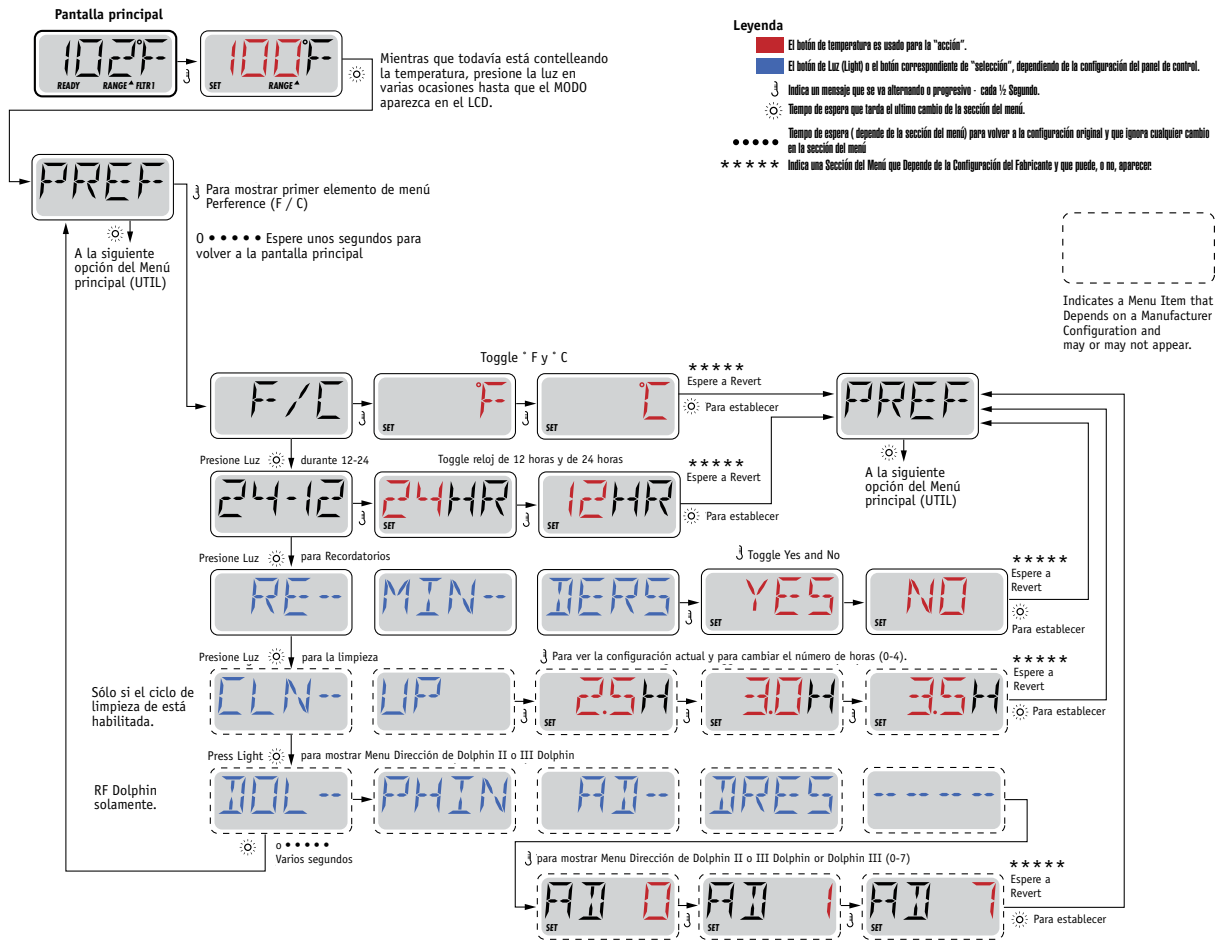 Pantalla principal
102°F
READY RANGE FLTR1
100°F
SET RANGE
Mientras que todavía está contelleando
la temperatura, presione la luz en
varias ocasiones hasta que el MODO
aparezca en el LCD.
Leyenda
El botón de temperatura es usado para la "acción".
El botón de Luz (Light) o el botón correspondiente de "selección", dependiendo de la configuración del panel de control.
Indica un mensaje que se va alternando o progresivo - cada ½ Segundo.
Tiempo de espera que tarda el ultimo cambio de la sección del menú.
••••• Tiempo de espera ( depende de la sección del menú) para volver a la configuración original y que ignora cualquier cambio
en la sección del menú
***** Indica una Sección del Menú que Depende de la Configuración del Fabricante y que puede, o no, aparecer.
PREF
Para mostrar primer elemento de menú
Perference (F / C)
0 • • • • • Espere unos segundos para
volver a la pantalla principal
A la siguiente
opción del Menú
principal (UTIL)
Indicates a Menu Item that
Depends on a Manufacturer
Configuration and
may or may not appear.
Toggle ° F y ° C
F/C
°F
SET
°C
SET
*****
Espere a Revert
Para establecer
PREF
A la siguiente
opción del Menú
principal (UTIL)
Presione Luz durante 12-24
Toggle reloj de 12 horas y de 24 horas
24-12
24HR
SET
12HR
SET
*****
Espere a Revert
Para establecer
Presione Luz para Recordatorios
Toggle Yes and No
RE-
MIN-
DERS
YES
SET
NO
SET
*****
Espere a
Revert
Para establecer
Presione Luz para la limpieza
Para ver la configuración actual y para cambiar el número de horas (0-4).
Sólo si el ciclo de
limpieza de está
habilitada.
CLN-
UP
2.5H
SET
3.0H
SET
3.5H
SET
*****
Espere a
Revert
Para establecer
Press Light para mostrar Menu Dirección de Dolphin II o III Dolphin
RF Dolphin
solamente.
DOL-
PHIN
AD-
DRES
----
o • • • • •
Varios segundos
para mostrar Menu Dirección de Dolphin II o III Dolphin or Dolphin III (0-7)
AD 0
SET
AD 1
SET
AD 7
SET
*****
Espere a
Revert
Para establecer